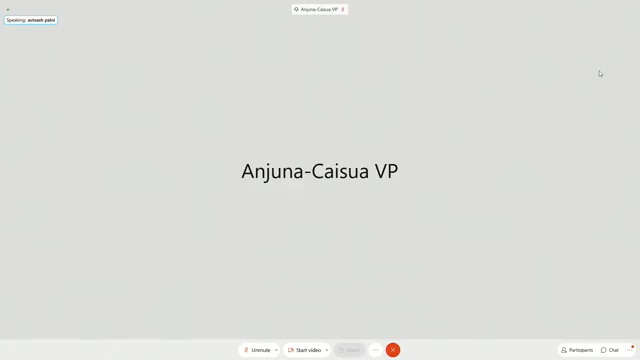 Anjuna-Caisua VP
Speaking: avinash palni
Anjuna-Caisua VP
Unmute
Start video
Share
Participants
Chat